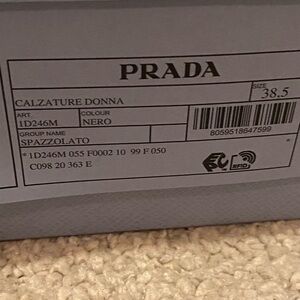 PRADA
CALZATURE DONNA
SIZE
38.5
ART.
COLOUR
1D246M
NERO
GROUP NAME
SPAZZOLATO
8059518647599
*1D246M 055 F0002 10 99 F 050
C098 20 363 E
RFID